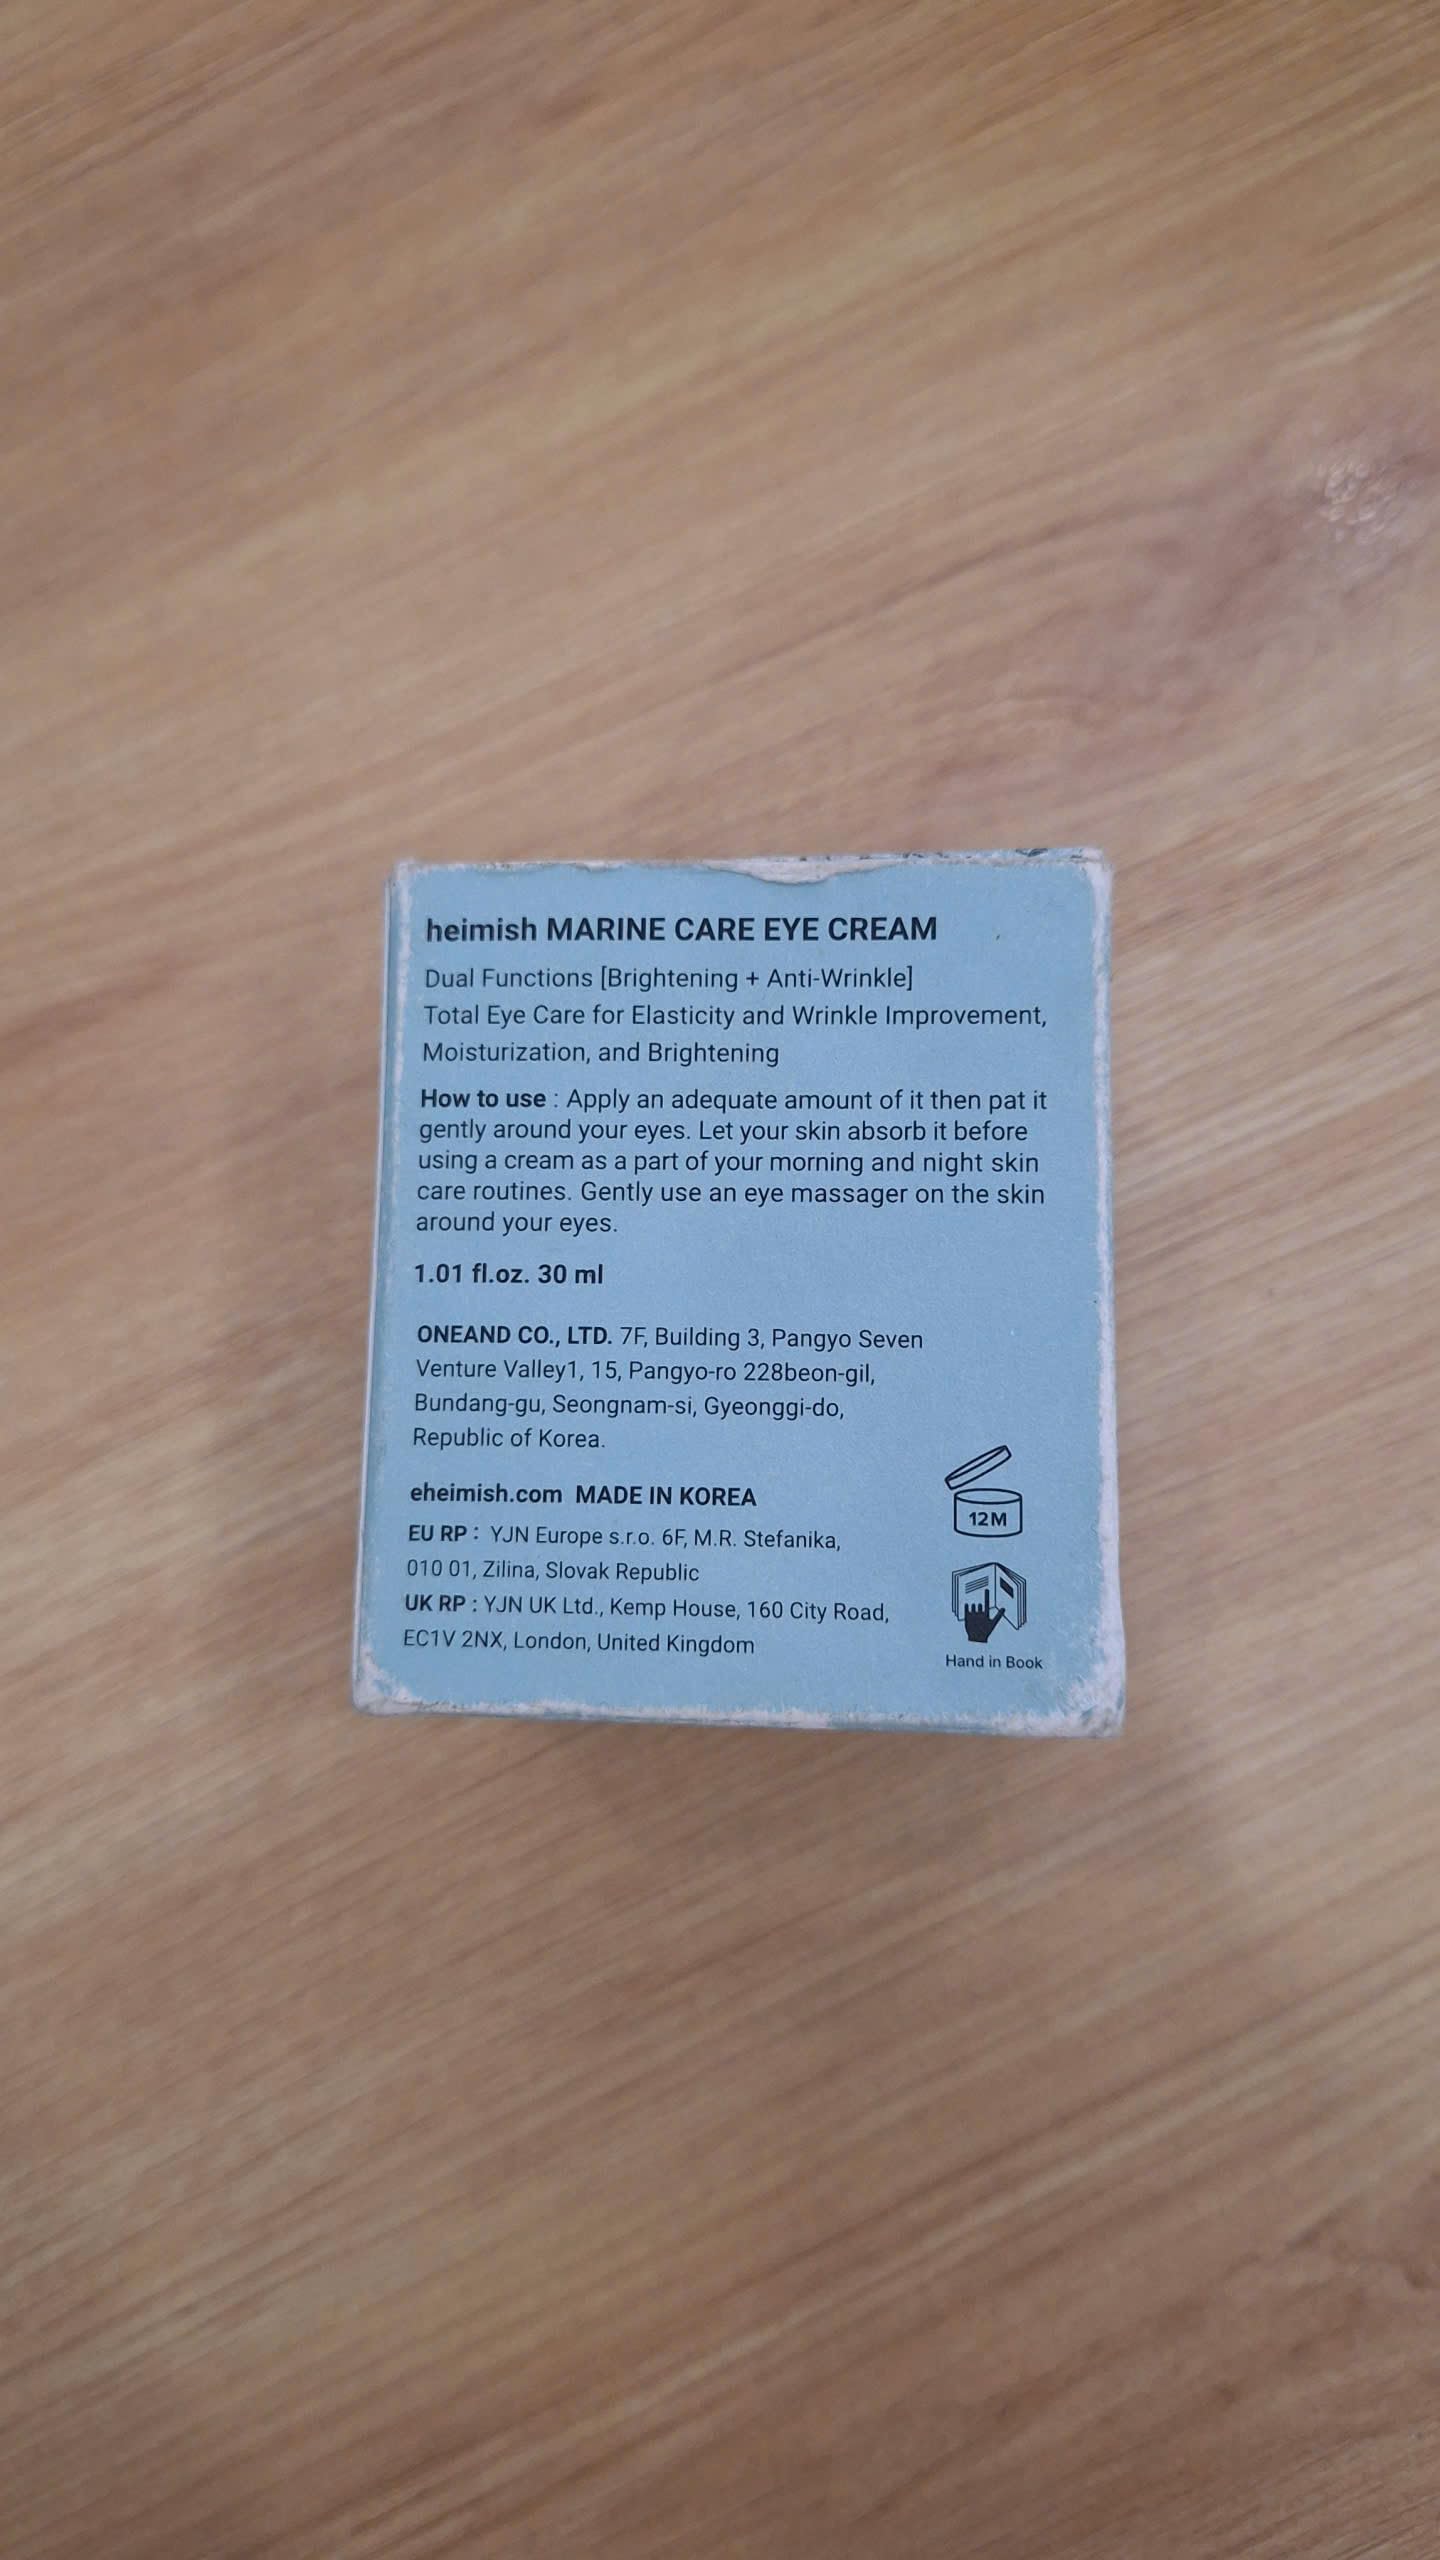 heimish MARINE CARE EYE CREAM
Dual Functions [Brightening + Anti-Wrinkle]
Total Eye Care for Elasticity and Wrinkle Improvement,
Moisturization, and Brightening
How to use : Apply an adequate amount of it then pat it
gently around your eyes. Let your skin absorb it before
using a cream as a part of your morning and night skin
care routines. Gently use an eye massager on the skin
around your eyes.
1.01 fl.oz. 30 ml
ONEAND CO., LTD. 7F, Building 3, Pangyo Seven
Venture Valley1, 15, Pangyo-ro 228beon-gil,
Bundang-gu, Seongnam-si, Gyeonggi-do,
Republic of Korea.
eheimish.com MADE IN KOREA
EU RP : YJN Europe s.r.o. 6F, M.R. Stefanika,
010 01, Zilina, Slovak Republic
UK RP : YJN UK Ltd., Kemp House, 160 City Road,
EC1V 2NX, London, United Kingdom
12M
Hand in Book